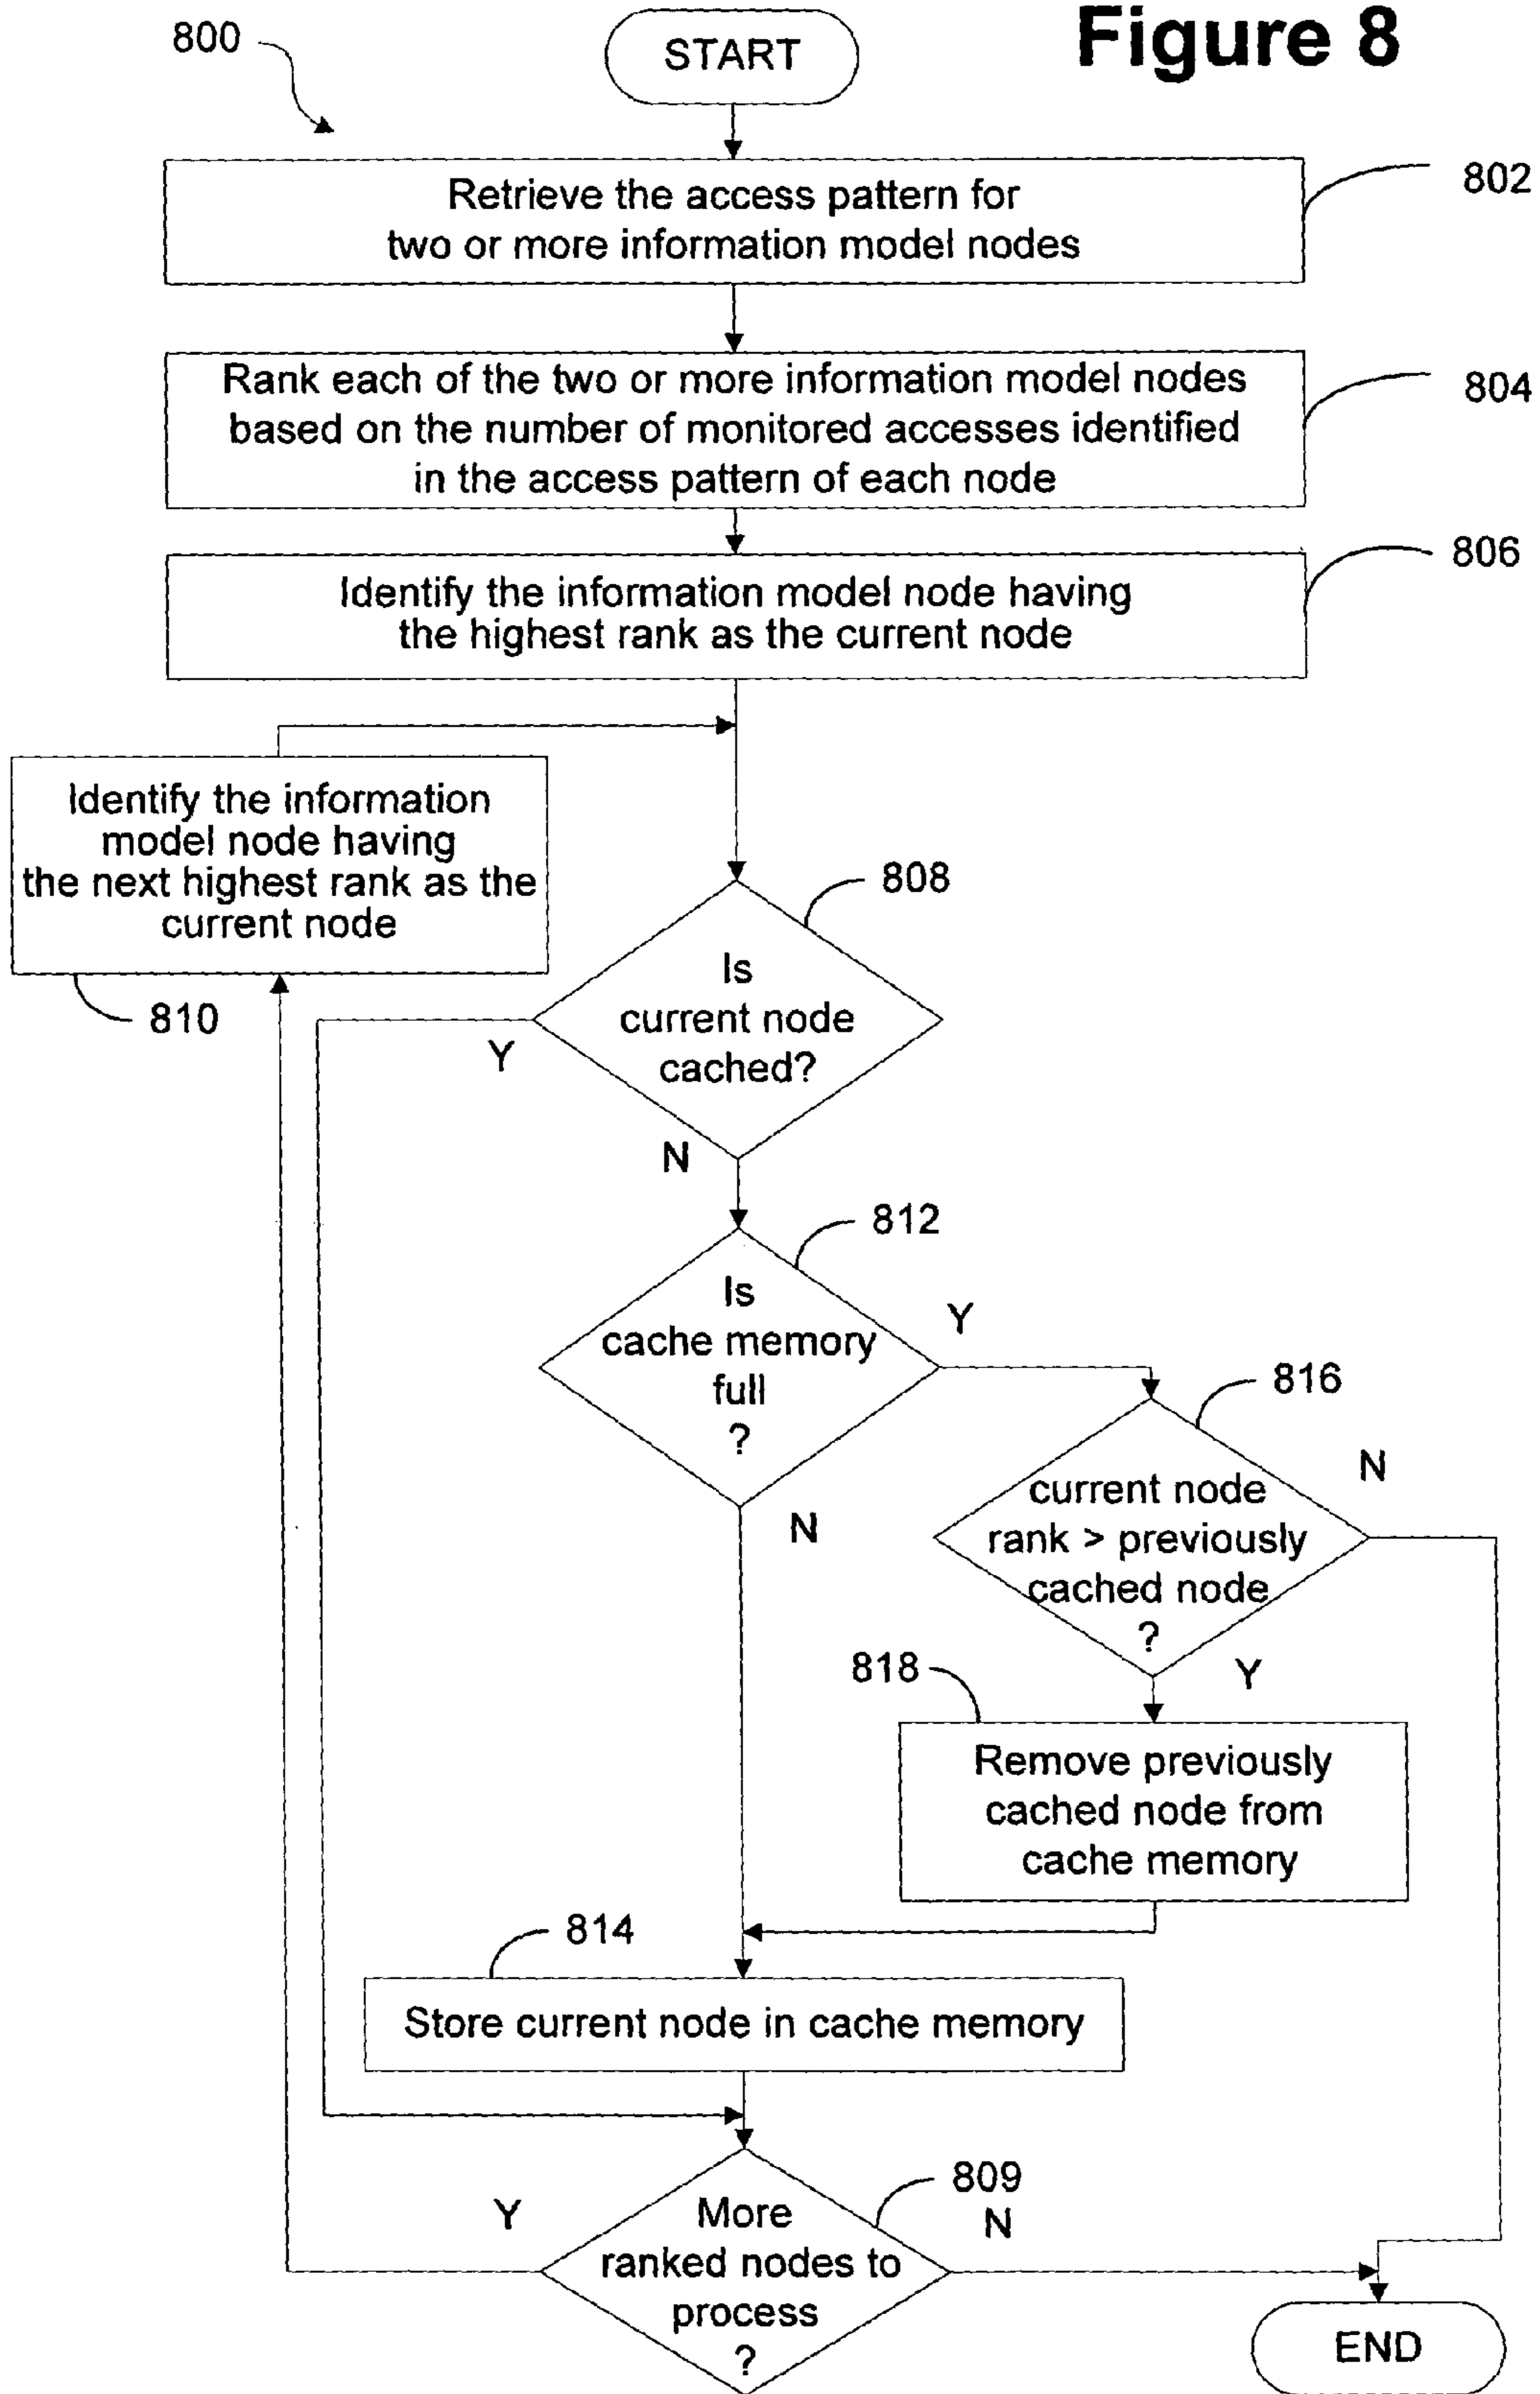 Figure 8
800
START
Retrieve the access pattern for
two or more information model nodes
802
Rank each of the two or more information model nodes
based on the number of monitored accesses identified
in the access pattern of each node
804
Identify the information model node having
the highest rank as the current node
806
Identify the information
model node having
the next highest rank as the
current node
810
808
Is
current node
cached?
Y
N
812
Is
cache memory
full
?
Y
N
816
current node
rank > previously
cached node
?
N
Y
818
Remove previously
cached node from
cache memory
814
Store current node in cache memory
809
More
ranked nodes to
process
?
Y
N
END